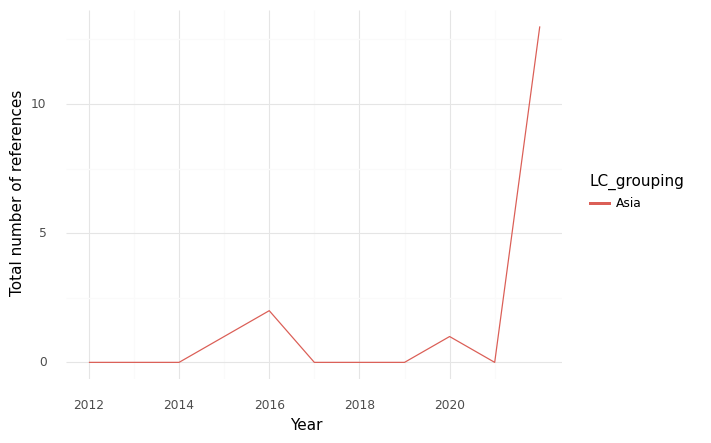 Total number of references
10
5
0
2012 2014 2016 2018 2020
Year
LC_grouping
Asia